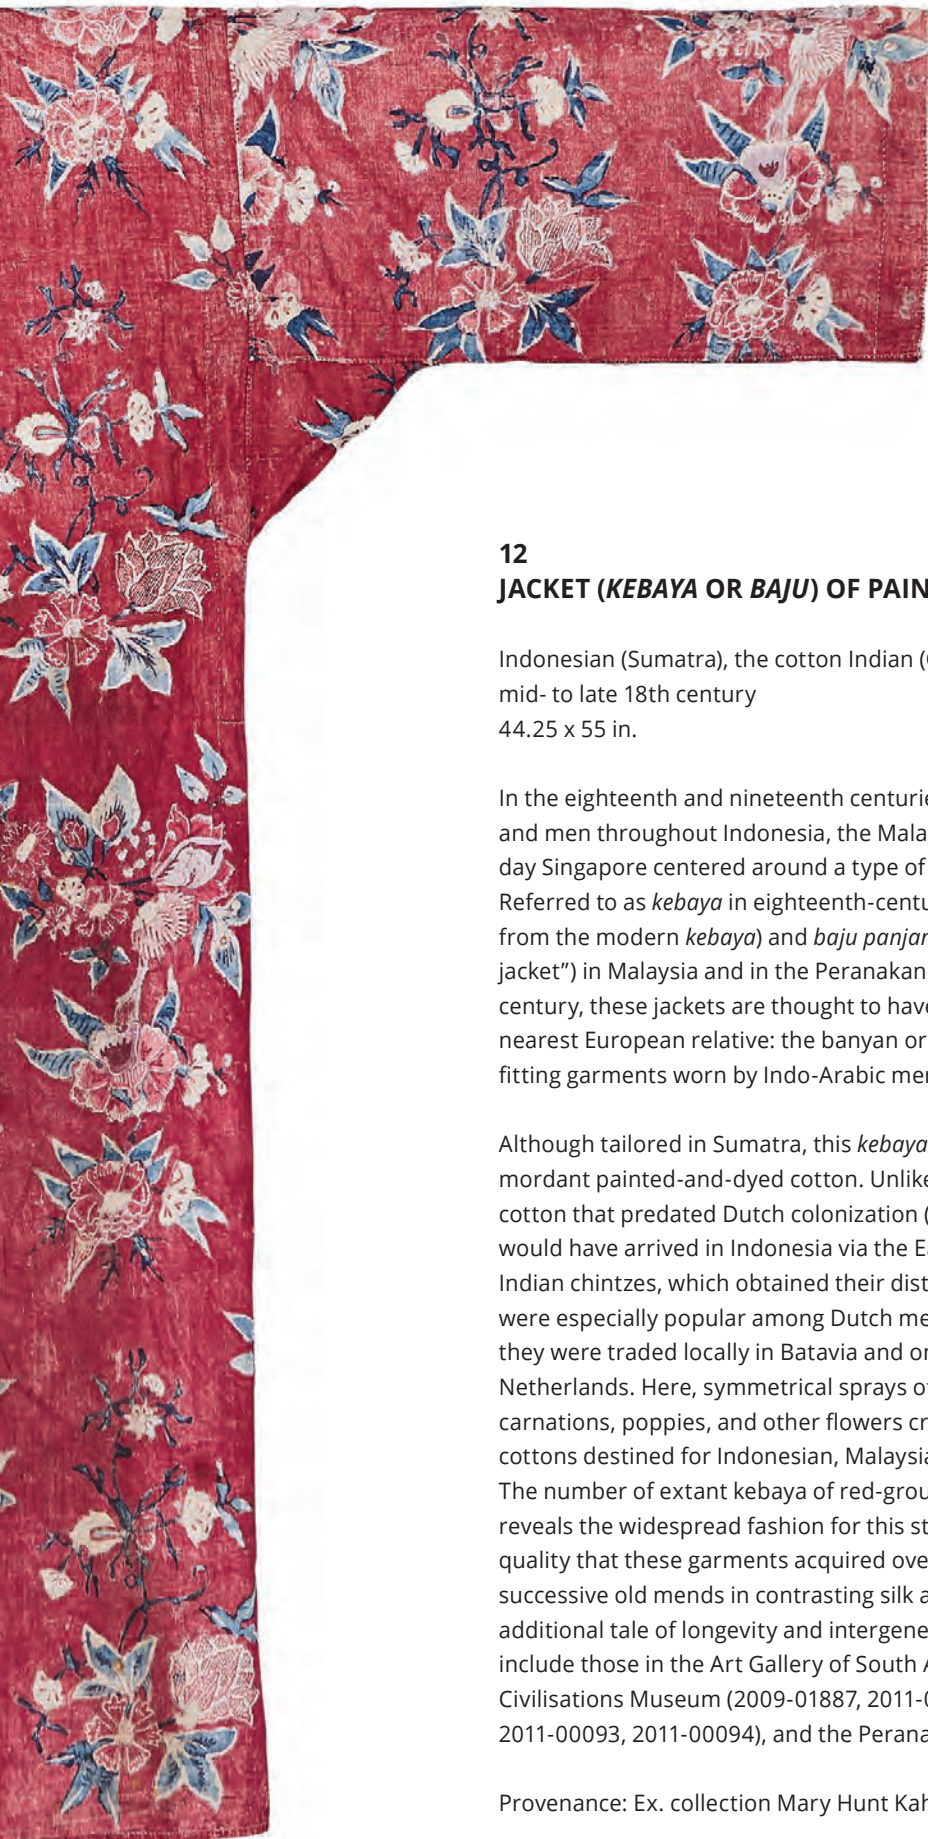 12
JACKET (KEBAYA OR BAJU) OF PAIN
Indonesian (Sumatra), the cotton Indian (
mid- to late 18th century
44.25 x 55 in.
In the eighteenth and nineteenth centurie
and men throughout Indonesia, the Mala
day Singapore centered around a type of
Referred to as kebaya in eighteenth-centu
from the modern kebaya) and baju panjar
jacket”) in Malaysia and in the Peranakan
century, these jackets are thought to have
nearest European relative: the banyan or
fitting garments worn by Indo-Arabic mer
Although tailored in Sumatra, this kebaya
mordant painted-and-dyed cotton. Unlike
cotton that predated Dutch colonization (
would have arrived in Indonesia via the Ea
Indian chintzes, which obtained their dist
were especially popular among Dutch me
they were traded locally in Batavia and or
Netherlands. Here, symmetrical sprays of
carnations, poppies, and other flowers cr
cottons destined for Indonesian, Malaysia
The number of extant kebaya of red-grou
reveals the widespread fashion for this st
quality that these garments acquired ove
successive old mends in contrasting silk a
additional tale of longevity and intergene
include those in the Art Gallery of South A
Civilisations Museum (2009-01887, 2011-0
2011-00093, 2011-00094), and the Perana
Provenance: Ex. collection Mary Hunt Kah